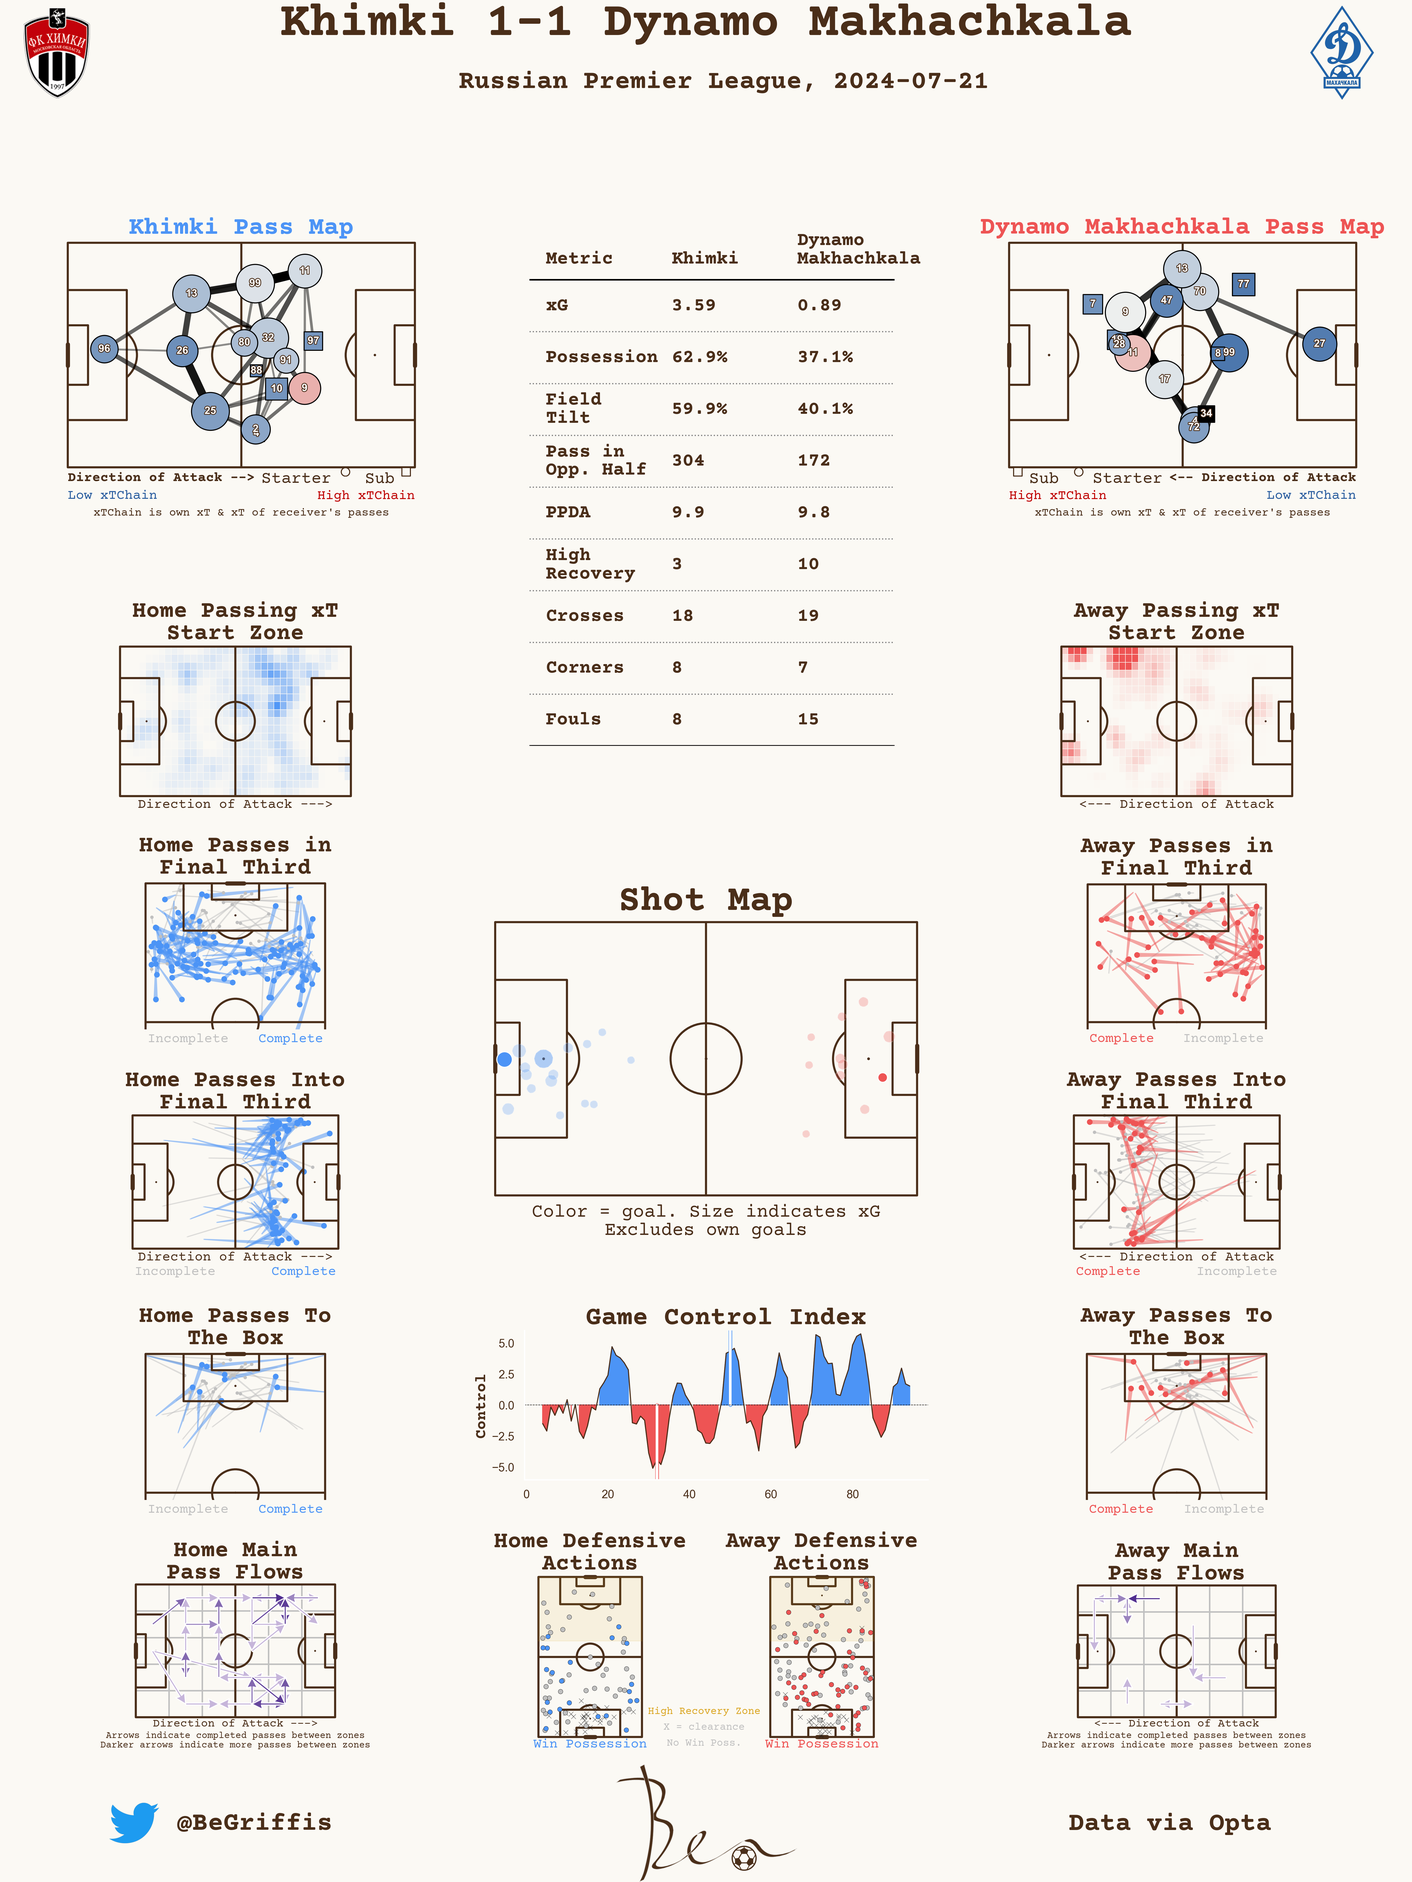 Khimki 1-1 Dynamo Makhachkala
Russian Premier League, 2024-07-21
ФК ХИМКИ
МОСКОВСКАЯ ОБЛАСТЬ
1997
МАХАЧКАЛА
Khimki Pass Map
96
13
26
25
99
11
80
32
91
97
88
10
9
2
4
Direction of Attack --> Starter Sub
Low xTChain High xTChain
xTChain is own xT & xT of receiver's passes
Metric Khimki Dynamo
Makhachkala
xG 3.59 0.89
Possession 62.9% 37.1%
Field
Tilt 59.9% 40.1%
Pass in
Opp. Half 304 172
PPDA 9.9 9.8
High
Recovery 3 10
Crosses 18 19
Corners 8 7
Fouls 8 15
Dynamo Makhachkala Pass Map
13
77
70
47
7
9
28
11
8
99
27
17
34
72
Sub Starter <-- Direction of Attack
High xTChain Low xTChain
xTChain is own xT & xT of receiver's passes
Home Passing xT
Start Zone
Direction of Attack --->
Away Passing xT
Start Zone
<--- Direction of Attack
Home Passes in
Final Third
Incomplete Complete
Away Passes in
Final Third
Complete Incomplete
Shot Map
Color = goal. Size indicates xG
Excludes own goals
Home Passes Into
Final Third
Direction of Attack --->
Incomplete Complete
Away Passes Into
Final Third
<--- Direction of Attack
Complete Incomplete
Home Passes To
The Box
Incomplete Complete
Game Control Index
Control
5.0
2.5
0.0
−2.5
−5.0
0 20 40 60 80
Away Passes To
The Box
Complete Incomplete
Home Main
Pass Flows
Direction of Attack --->
Arrows indicate completed passes between zones
Darker arrows indicate more passes between zones
Home Defensive
Actions
Win Possession
Away Defensive
Actions
Win Possession
High Recovery Zone
X = clearance
No Win Poss.
Away Main
Pass Flows
<--- Direction of Attack
Arrows indicate completed passes between zones
Darker arrows indicate more passes between zones
@BeGriffis
Ben
Data via Opta